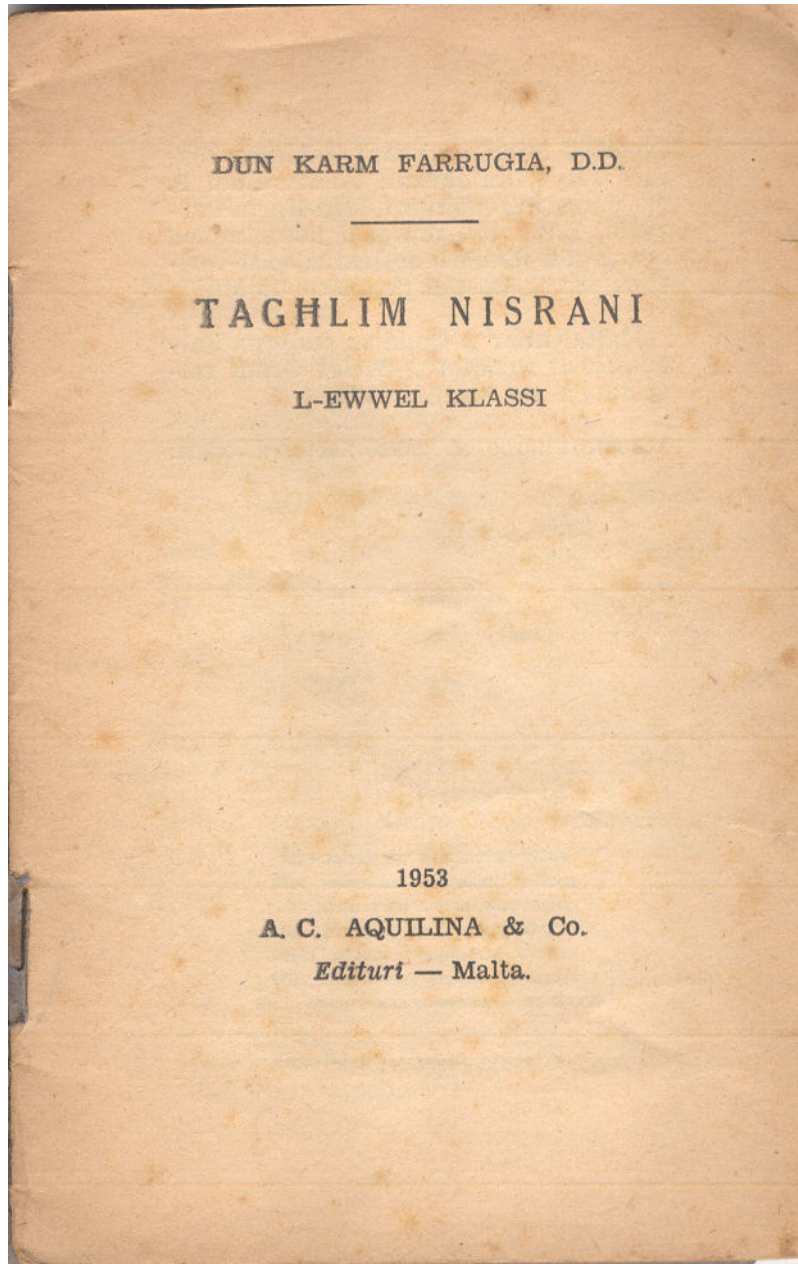 DUN KARM FARRUGIA, D.D.
TAGĦLIM NISRANI
L-EWWEL KLASSI
1953
A. C. AQUILINA & Co.
Edituri — Malta.